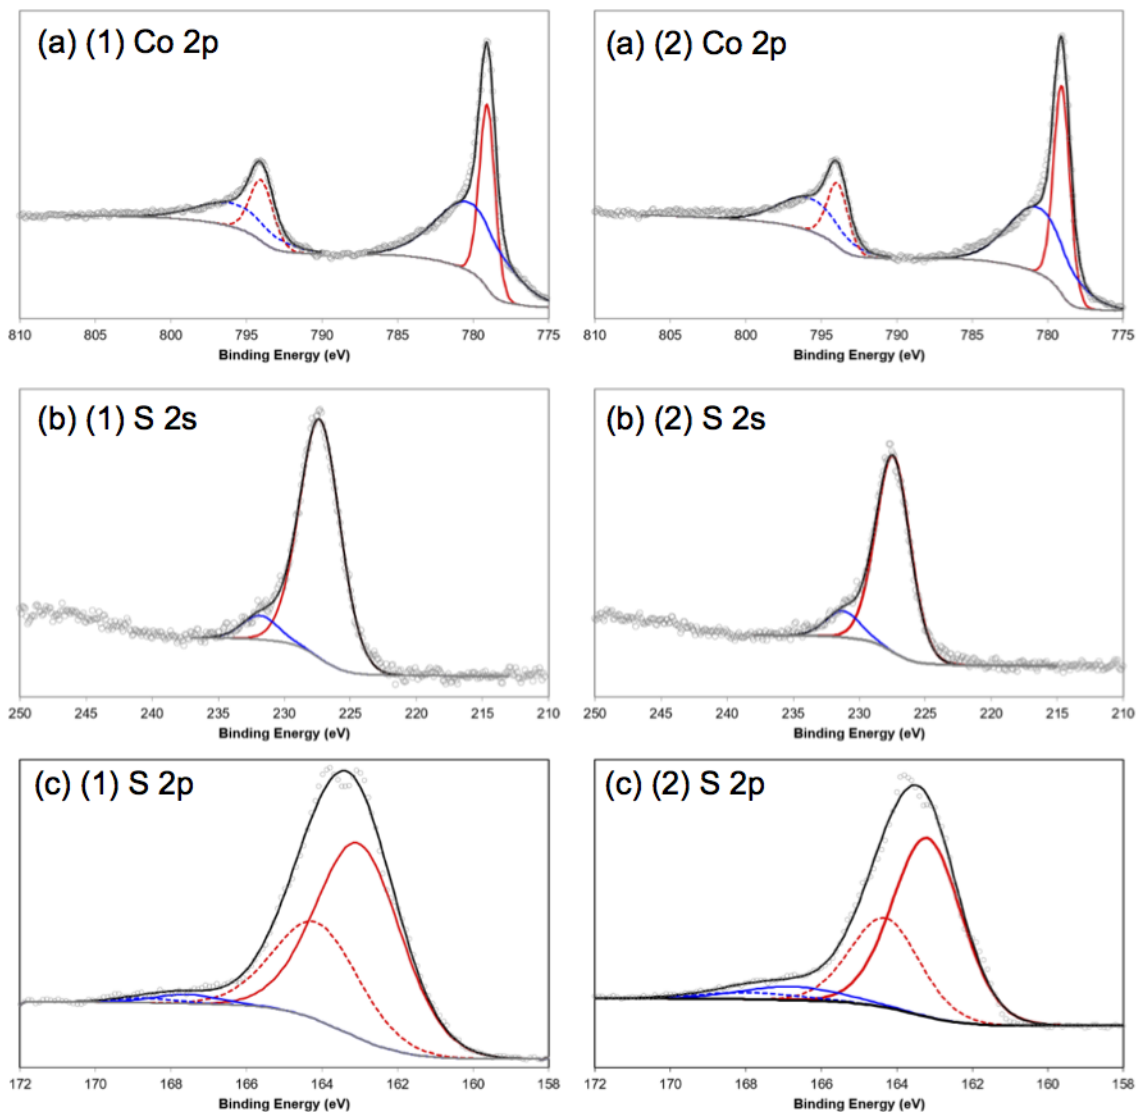 (a) (1) Co 2p
(a) (2) Co 2p
810 805 800 795 790 785 780 775
810 805 800 795 790 785 780 775
Binding Energy (eV)
Binding Energy (eV)
(b) (1) S 2s
(b) (2) S 2s
250 245 240 235 230 225 220 215 210
250 245 240 235 230 225 220 215 210
Binding Energy (eV)
Binding Energy (eV)
(c) (1) S 2p
(c) (2) S 2p
172 170 168 166 164 162 160 158
172 170 168 166 164 162 160 158
Binding Energy (eV)
Binding Energy (eV)